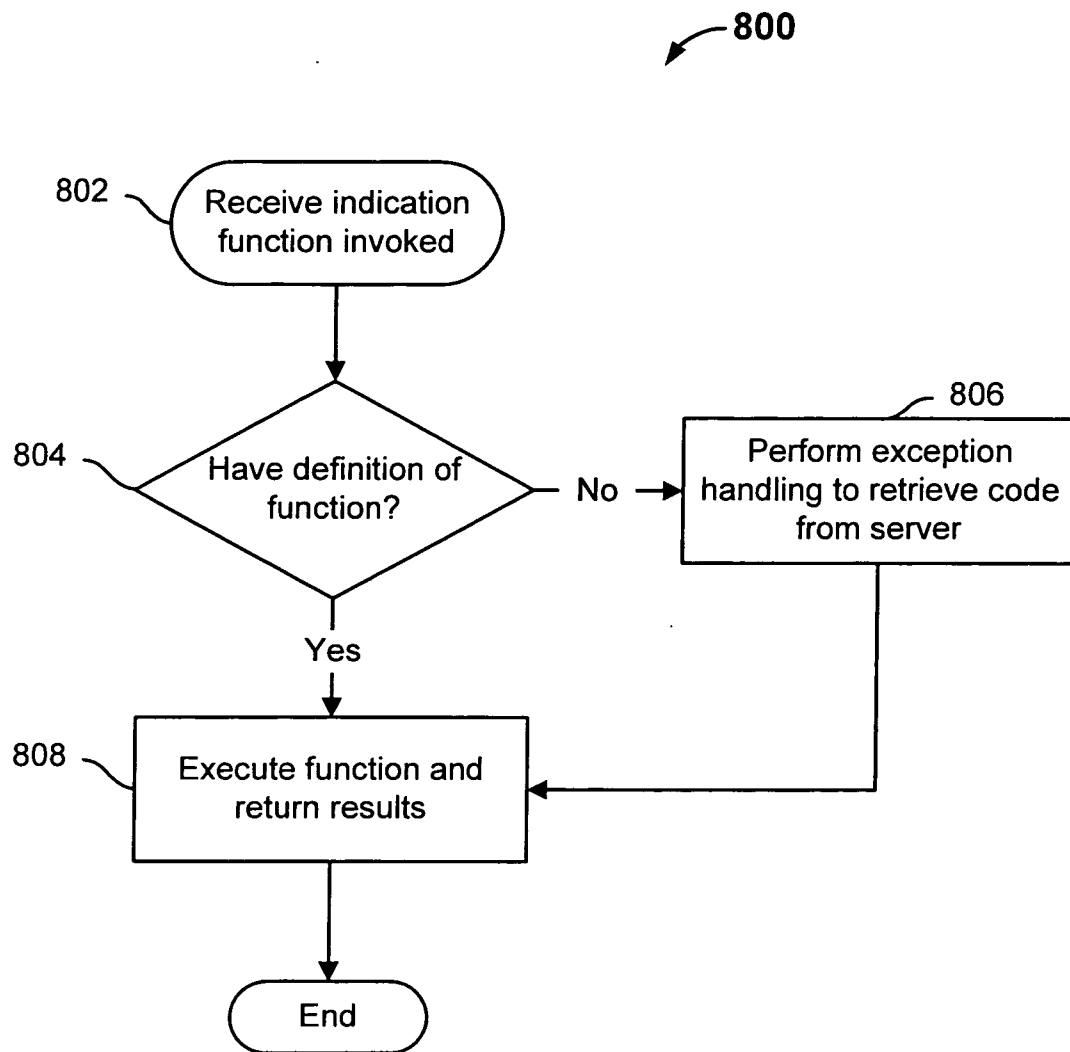 800
802
Receive indication
function invoked
804
Have definition of
function?
No
806
Perform exception
handling to retrieve code
from server
Yes
808
Execute function and
return results
End